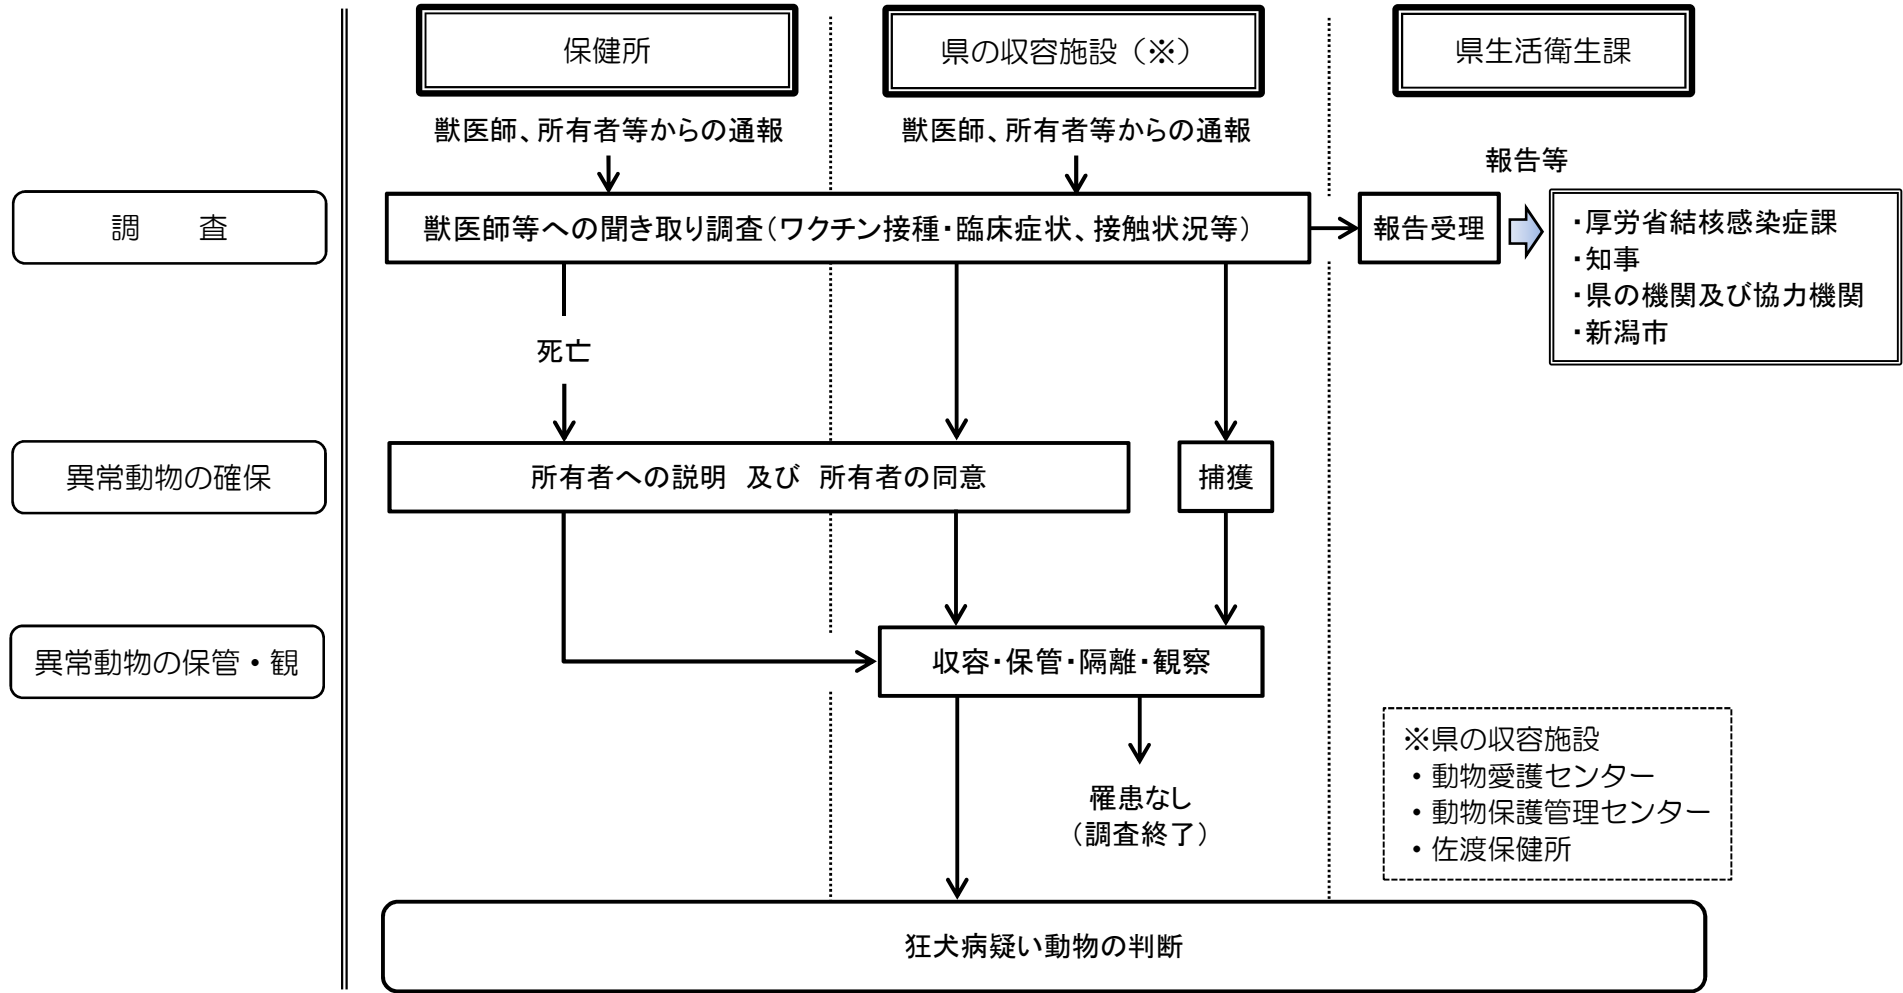 保健所
県の収容施設（※）
県生活衛生課
獣医師、所有者等からの通報
獣医師、所有者等からの通報
報告等
調　　査
獣医師等への聞き取り調査（ワクチン接種・臨床症状、接触状況等）
報告受理
・厚労省結核感染症課
・知事
・県の機関及び協力機関
・新潟市
死亡
異常動物の確保
所有者への説明　及び　所有者の同意
捕獲
異常動物の保管・観
収容・保管・隔離・観察
罹患なし
（調査終了）
※県の収容施設
・動物愛護センター
・動物保護管理センター
・佐渡保健所
狂犬病疑い動物の判断